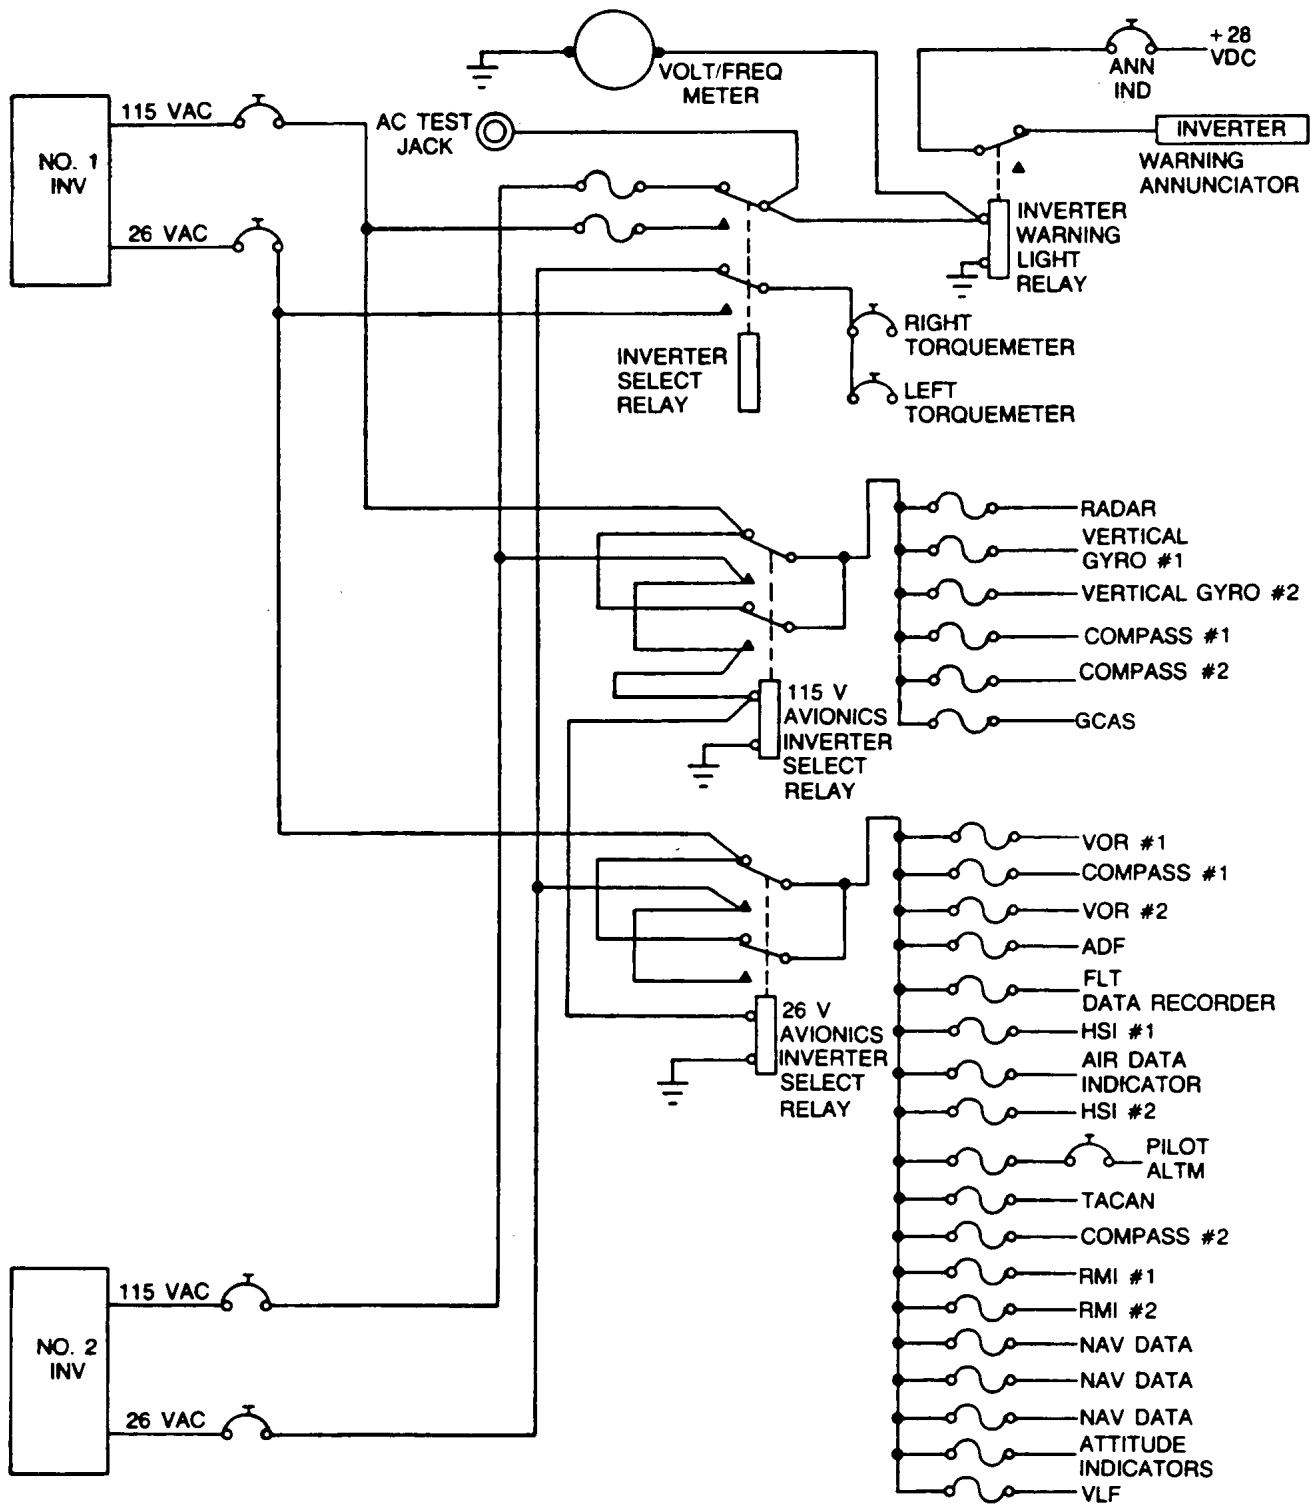 +28
VDC
ANN
IND
VOLT/FREQ
METER
115 VAC
AC TEST
JACK
INVERTER
WARNING
ANNUNCIATOR
NO. 1
INV
26 VAC
INVERTER
WARNING
LIGHT
RELAY
RIGHT
TORQUEMETER
INVERTER
SELECT
RELAY
LEFT
TORQUEMETER
RADAR
VERTICAL
GYRO #1
VERTICAL GYRO #2
COMPASS #1
COMPASS #2
GCAS
115 V
AVIONICS
INVERTER
SELECT
RELAY
VOR #1
COMPASS #1
VOR #2
ADF
FLT
DATA RECORDER
HSI #1
AIR DATA
INDICATOR
HSI #2
26 V
AVIONICS
INVERTER
SELECT
RELAY
PILOT
ALTM
TACAN
COMPASS #2
RMI #1
RMI #2
NAV DATA
NAV DATA
NAV DATA
ATTITUDE
INDICATORS
VLF
115 VAC
NO. 2
INV
26 VAC